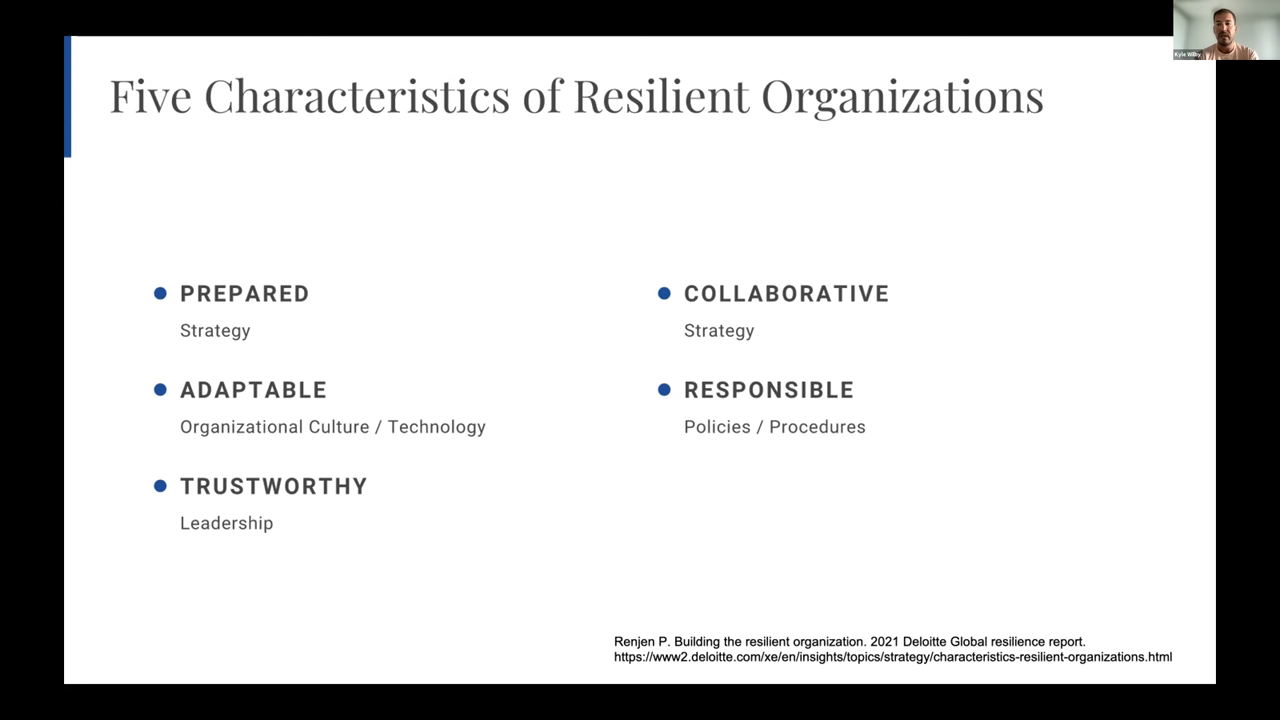 Five Characteristics of Resilient Organizations
PREPARED
Strategy
ADAPTABLE
Organizational Culture / Technology
TRUSTWORTHY
Leadership
COLLABORATIVE
Strategy
RESPONSIBLE
Policies / Procedures
Renjen P. Building the resilient organization. 2021 Deloitte Global resilience report.
https://www2.deloitte.com/xe/en/insights/topics/strategy/characteristics-resilient-organizations.html